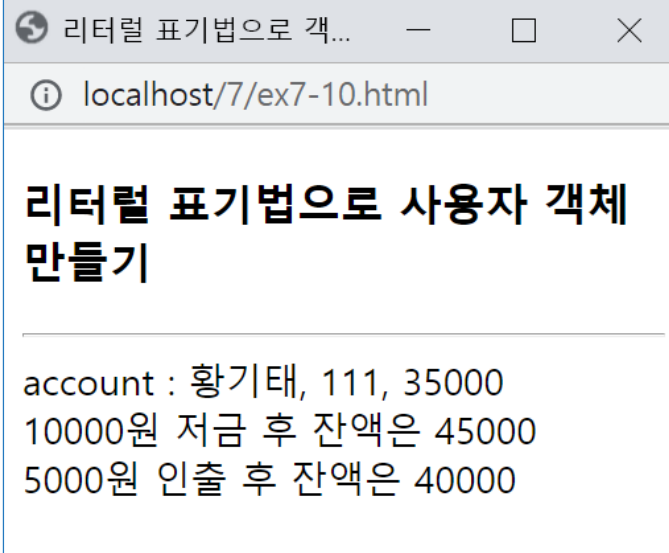 리터럴 표기법으로 객...
localhost/7/ex7-10.html
리터럴 표기법으로 사용자 객체
만들기
account : 황기태, 111, 35000
10000원 저금 후 잔액은 45000
5000원 인출 후 잔액은 40000